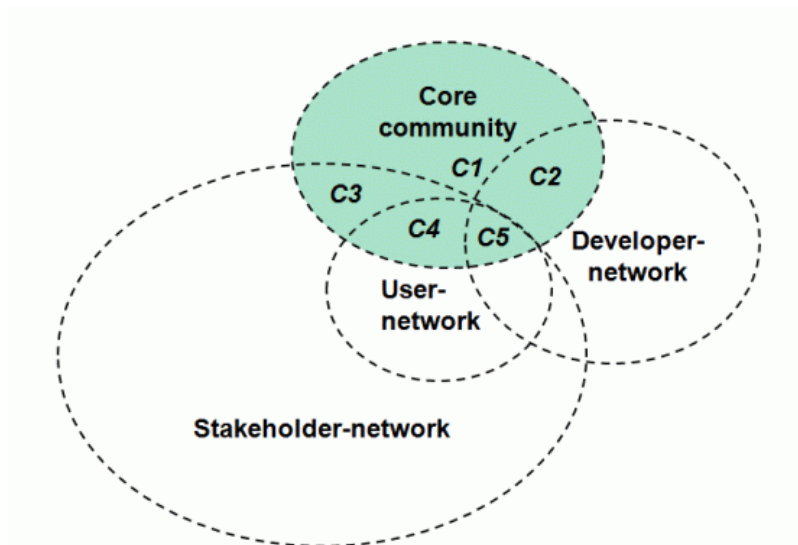 Core
community
C1
C2
C3
C4
C5
Developer-
network
User-
network
Stakeholder-network